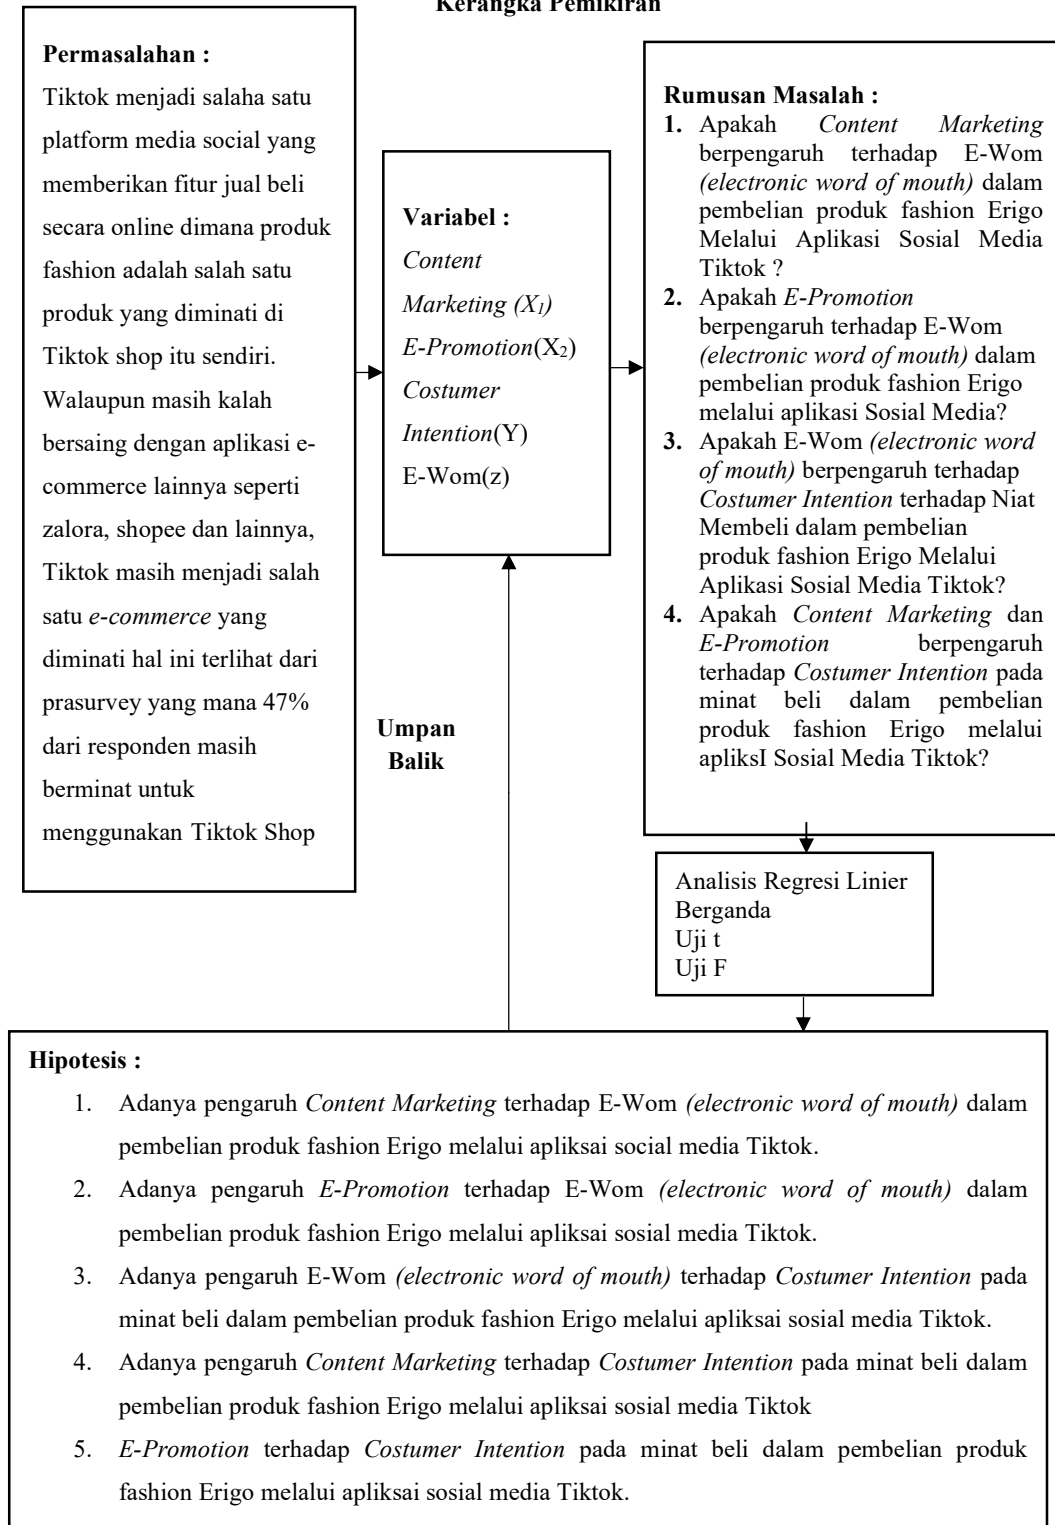 Kerangka Pemikiran
Permasalahan :
Tiktok menjadi salaha satu
platform media social yang
memberikan fitur jual beli
secara online dimana produk
fashion adalah salah satu
produk yang diminati di
Tiktok shop itu sendiri.
Walaupun masih kalah
bersaing dengan aplikasi e-
commerce lainnya seperti
zalora, shopee dan lainnya,
Tiktok masih menjadi salah
satu e-commerce yang
diminati hal ini terlihat dari
prasurvey yang mana 47%
dari responden masih
berminat untuk
menggunakan Tiktok Shop
Variabel :
Content
Marketing (X1)
E-Promotion(X2)
Costumer
Intention(Y)
E-Wom(z)
Rumusan Masalah :
1. Apakah Content Marketing
berpengaruh terhadap E-Wom
(electronic word of mouth) dalam
pembelian produk fashion Erigo
Melalui Aplikasi Sosial Media
Tiktok ?
2. Apakah E-Promotion
berpengaruh terhadap E-Wom
(electronic word of mouth) dalam
pembelian produk fashion Erigo
melalui aplikasi Sosial Media?
3. Apakah E-Wom (electronic word
of mouth) berpengaruh terhadap
Costumer Intention terhadap Niat
Membeli dalam pembelian
produk fashion Erigo Melalui
Aplikasi Sosial Media Tiktok?
4. Apakah Content Marketing dan
E-Promotion berpengaruh
terhadap Costumer Intention pada
minat beli dalam pembelian
produk fashion Erigo melalui
apliksI Sosial Media Tiktok?
Umpan
Balik
Analisis Regresi Linier
Berganda
Uji t
Uji F
Hipotesis :
1. Adanya pengaruh Content Marketing terhadap E-Wom (electronic word of mouth) dalam
pembelian produk fashion Erigo melalui apliksai social media Tiktok.
2. Adanya pengaruh E-Promotion terhadap E-Wom (electronic word of mouth) dalam
pembelian produk fashion Erigo melalui apliksai sosial media Tiktok.
3. Adanya pengaruh E-Wom (electronic word of mouth) terhadap Costumer Intention pada
minat beli dalam pembelian produk fashion Erigo melalui apliksai sosial media Tiktok.
4. Adanya pengaruh Content Marketing terhadap Costumer Intention pada minat beli dalam
pembelian produk fashion Erigo melalui apliksai sosial media Tiktok
5. E-Promotion terhadap Costumer Intention pada minat beli dalam pembelian produk
fashion Erigo melalui apliksai sosial media Tiktok.